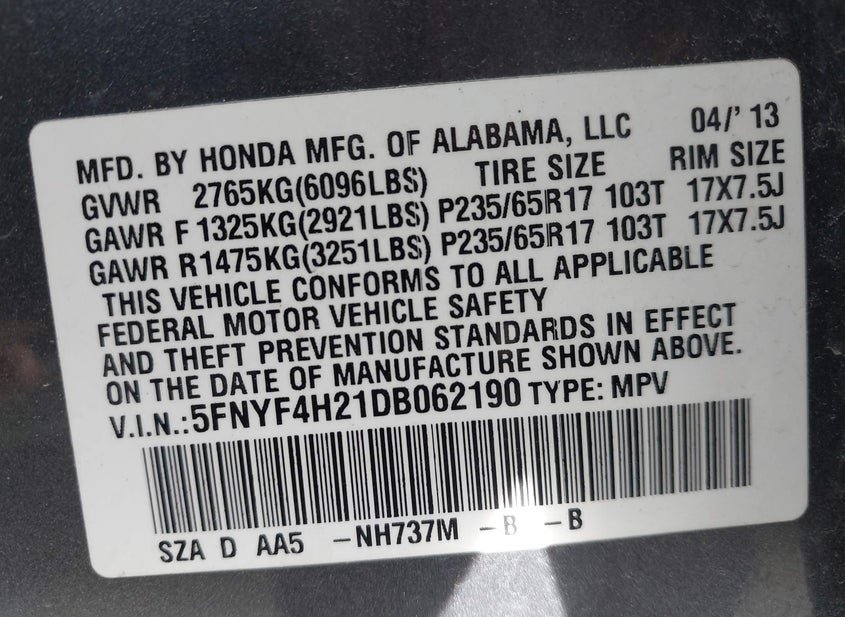 MFD. BY HONDA MFG. OF ALABAMA, LLC 04/' 13
GVWR 2765KG(6096LBS) TIRE SIZE RIM SIZE
GAWR F 1325KG(2921LBS) P235/65R17 103T 17X7.5J
GAWR R1475KG(3251LBS) P235/65R17 103T 17X7.5J
THIS VEHICLE CONFORMS TO ALL APPLICABLE
FEDERAL MOTOR VEHICLE SAFETY
AND THEFT PREVENTION STANDARDS IN EFFECT
ON THE DATE OF MANUFACTURE SHOWN ABOVE.
V.I.N.:5FNYF4H21DB062190 TYPE: MPV
SZA D AA5 -NH737M -B -B